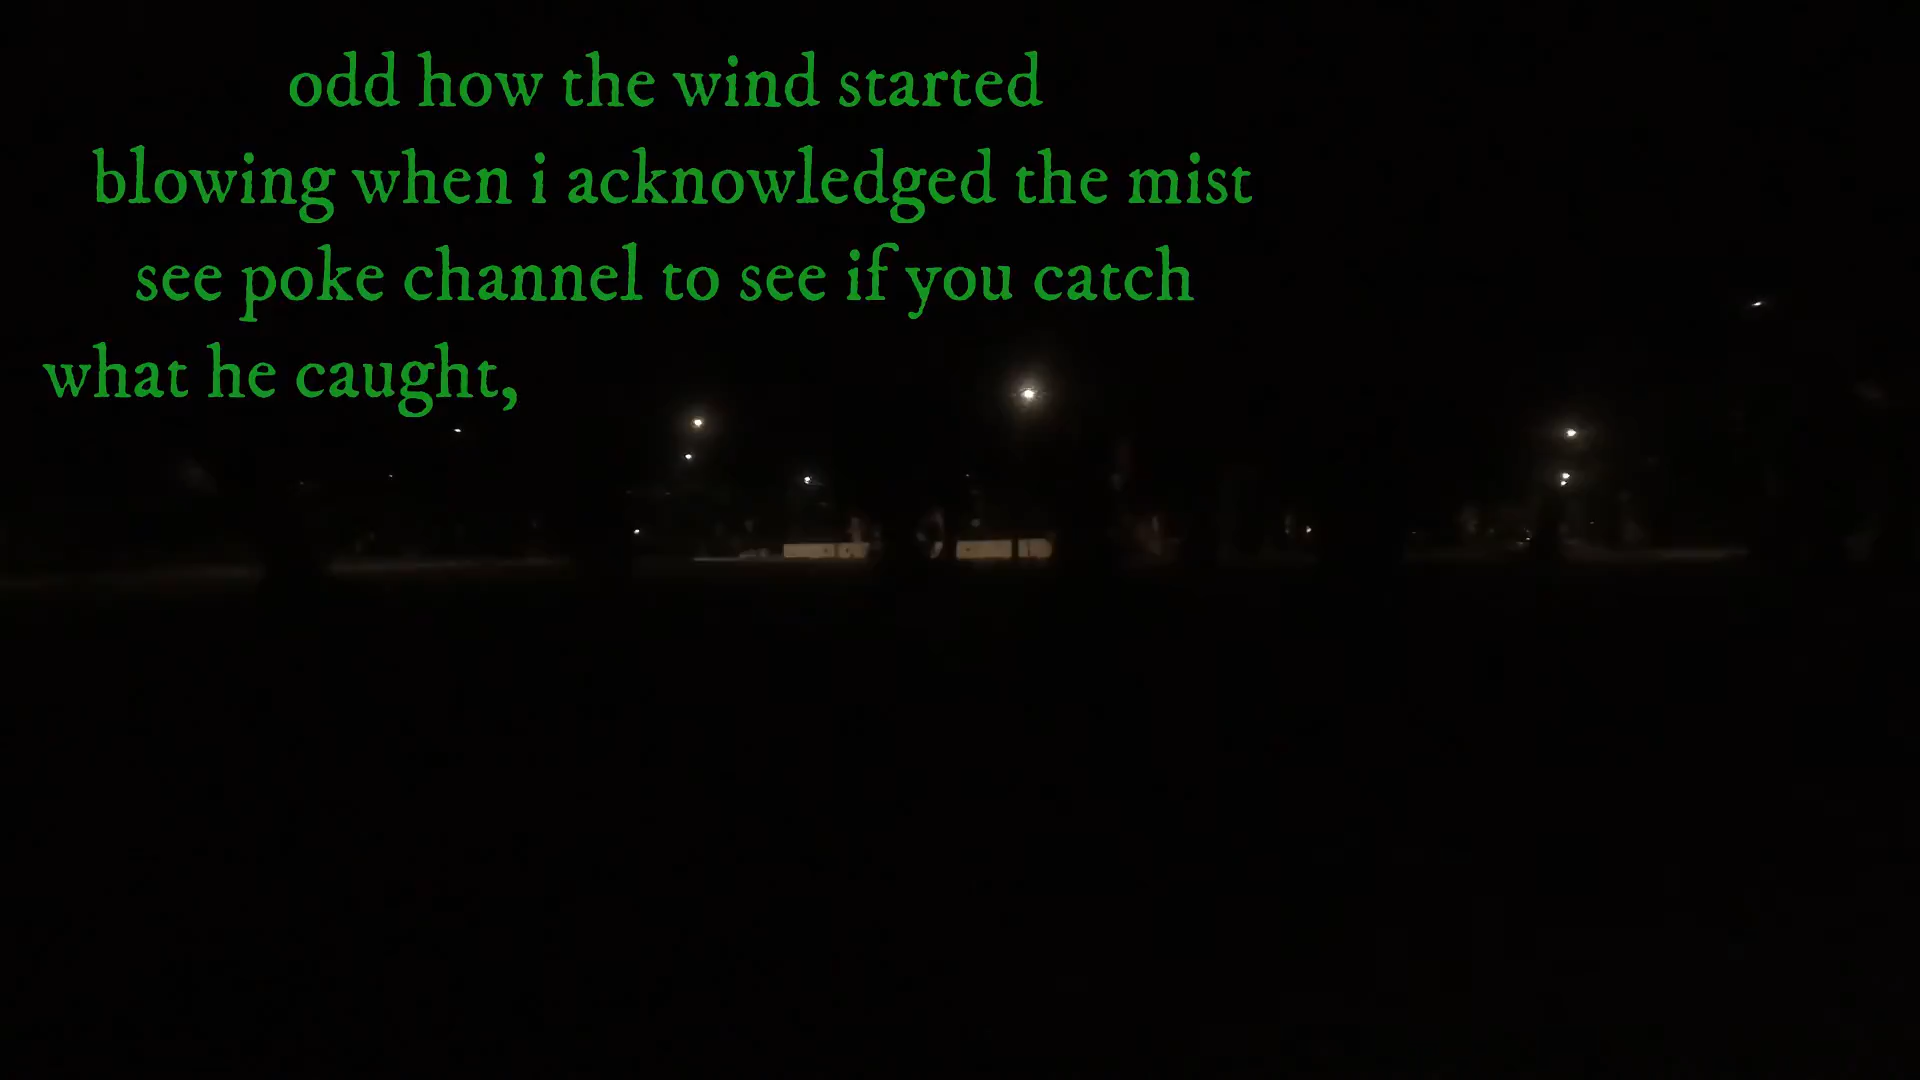 odd how the wind started
blowing when i acknowledged the mist
see poke channel to see if you catch
what he caught,